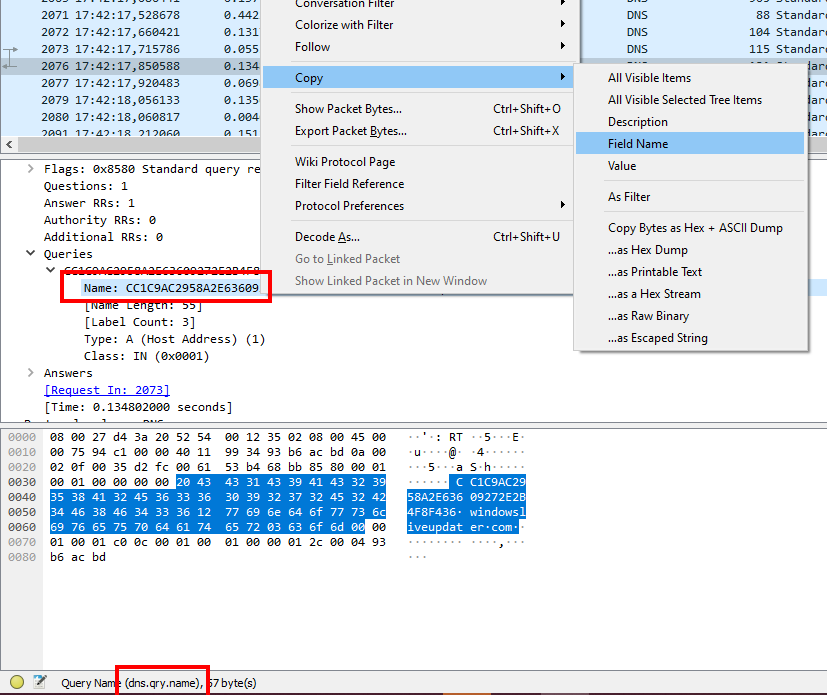 2071 17:42:17,528678 0.442
2072 17:42:17,660421 0.131
2073 17:42:17,715786 0.055
2076 17:42:17,850588 0.134
2077 17:42:17,920483 0.069
2079 17:42:18,056133 0.135
2080 17:42:18,060817 0.004
2091 17:42:18,212060 0.151
Conversation Filter
Colorize with Filter
Follow
Copy
Show Packet Bytes... Ctrl+Shift+O
Export Packet Bytes... Ctrl+Shift+X
Wiki Protocol Page
Filter Field Reference
Protocol Preferences
Decode As... Ctrl+Shift+U
Go to Linked Packet
Show Linked Packet in New Window
DNS
DNS 88 Standar
DNS 104 Standar
DNS 115 Standar
All Visible Items
All Visible Selected Tree Items
Description
Field Name
Value
As Filter
Copy Bytes as Hex + ASCII Dump
...as Hex Dump
...as Printable Text
...as a Hex Stream
...as Raw Binary
...as Escaped String
Flags: 0x8580 Standard query re
Questions: 1
Answer RRs: 1
Authority RRs: 0
Additional RRs: 0
Queries
CC1C9AC2958A2E63609272E2B4F8
Name: CC1C9AC2958A2E63609
[Name Length: 55]
[Label Count: 3]
Type: A (Host Address) (1)
Class: IN (0x0001)
Answers
[Request In: 2073]
[Time: 0.134802000 seconds]
0000 08 00 27 d4 3a 20 52 54 00 12 35 02 08 00 45 00 ··'·: RT ··5···E·
0010 00 75 94 c1 00 00 40 11 99 34 93 b6 ac bd 0a 00 ·u····@· ·4······
0020 02 0f 00 35 d2 fc 00 61 53 b4 68 bb 85 80 00 01 ···5···a S·h·····
0030 00 01 00 00 00 00 20 43 43 31 43 39 41 43 32 39 ······ C C1C9AC29
0040 35 38 41 32 45 36 33 36 30 39 32 37 32 45 32 42 58A2E636 09272E2B
0050 34 46 38 46 34 33 36 12 77 69 6e 64 6f 77 73 6c 4F8F436· windowsl
0060 69 76 65 75 70 64 61 74 65 72 03 63 6f 6d 00 00 iveupdat er·com··
0070 01 00 01 c0 0c 00 01 00 01 00 00 01 2c 00 04 93 ········ ····,···
0080 b6 ac bd ···
Query Name (dns.qry.name), 57 byte(s)